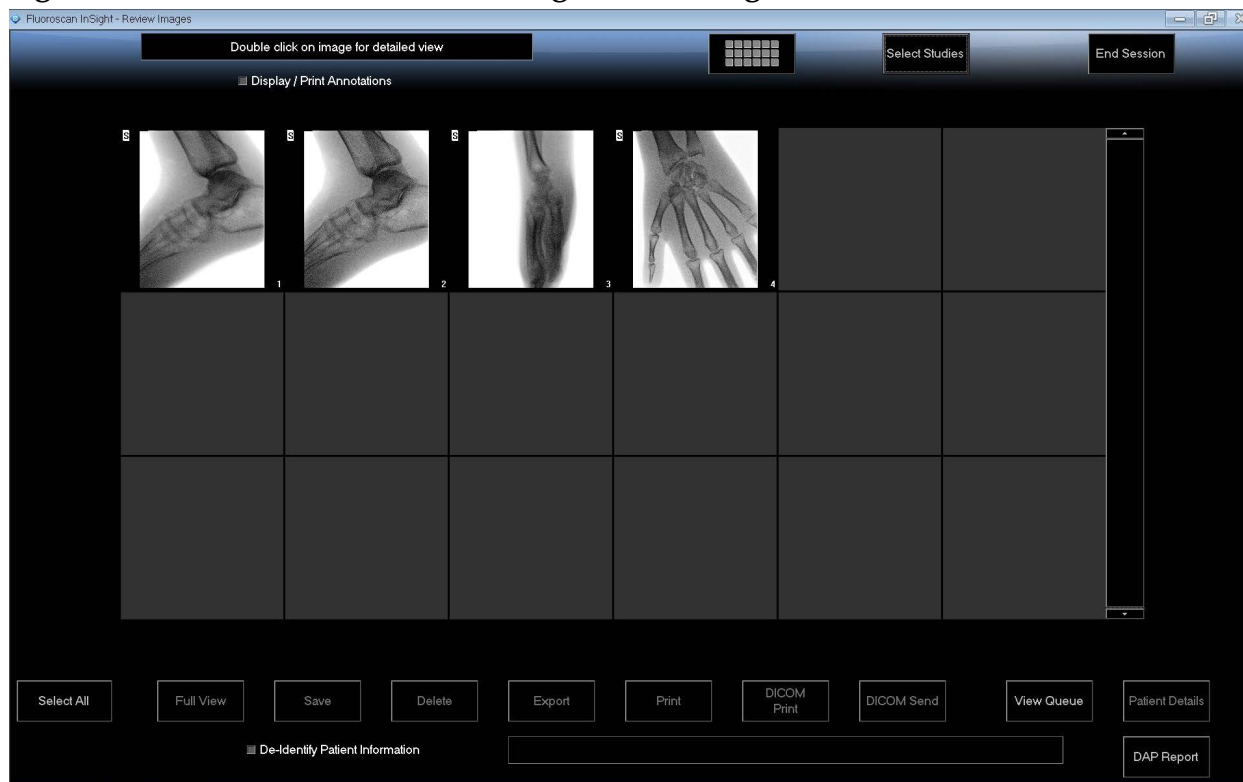 Fluoroscan InSight - Review Images
Double click on image for detailed view
Select Studies
End Session
Display / Print Annotations
S
S
S
S
1
2
3
4
Select All
Full View
Save
Delete
Export
Print
DICOM
Print
DICOM Send
View Queue
Patient Details
De-Identify Patient Information
DAP Report